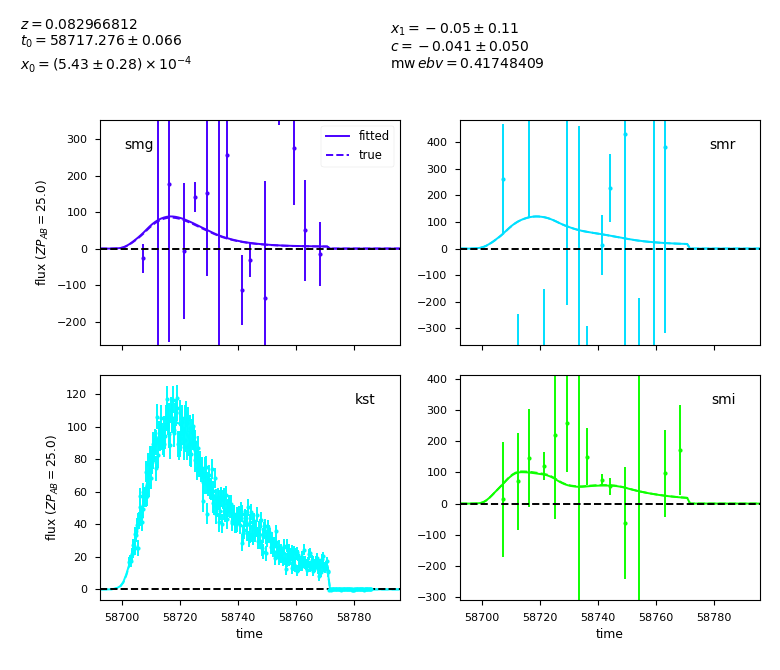 z = 0.082966812
t₀ = 58717.276 ± 0.066
x₀ = (5.43 ± 0.28) × 10⁻⁴
x₁ = −0.05 ± 0.11
c = −0.041 ± 0.050
mw ebv = 0.41748409
smg
fitted
true
300
200
100
0
−100
−200
flux (ZP_AB = 25.0)
smr
400
300
200
100
0
−100
−200
−300
kst
120
100
80
60
40
20
0
flux (ZP_AB = 25.0)
58700 58720 58740 58760 58780
time
smi
400
300
200
100
0
−100
−200
−300
58700 58720 58740 58760 58780
time